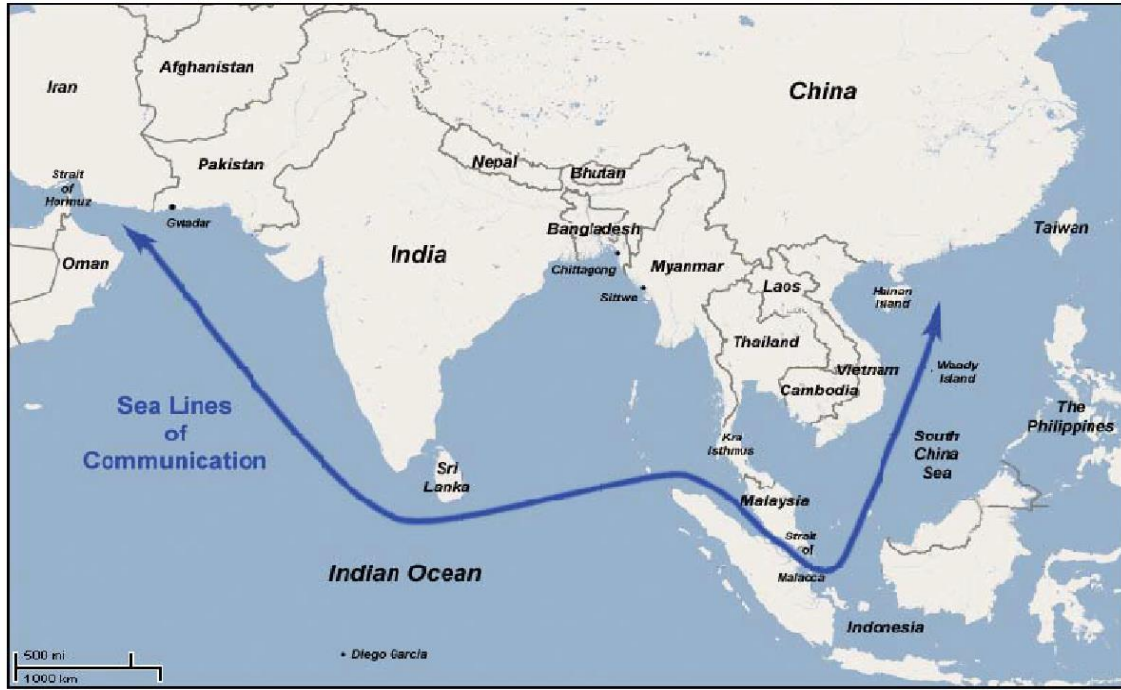 Afghanistan
Iran
China
Pakistan
Nepal
Bhutan
Strait
of
Hormuz
Gwadar
Bangladesh
Taiwan
India
Oman
Chittagong
Myanmar
Laos
Hainan
Island
Sittwe
Thailand
Vietnam
Woody
Island
Cambodia
Sea Lines
of
Communication
The
Philippines
Kra
Isthmus
South
China
Sea
Sri
Lanka
Malaysia
Strait
of
Malacca
Indian Ocean
Indonesia
Diego Garcia
500 mi
1000 km